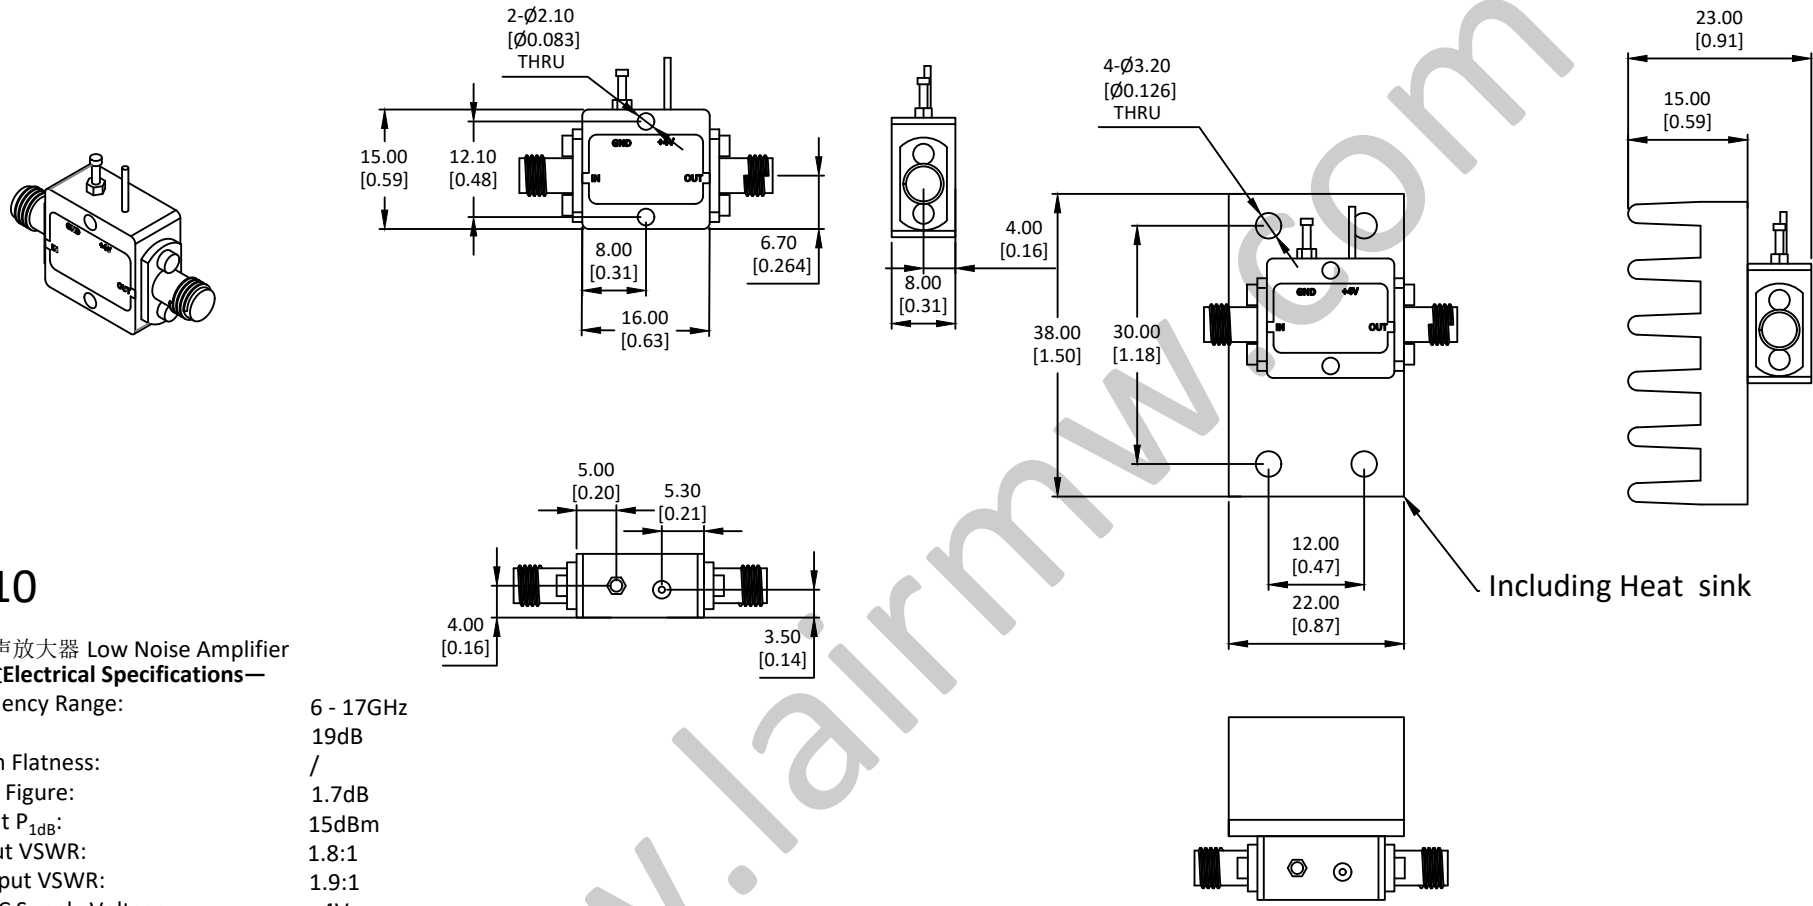 2-Ø2.10
[Ø0.083]
THRU
15.00
[0.59]
12.10
[0.48]
GND +4V
IN OUT
8.00
[0.31]
16.00
[0.63]
6.70
[0.264]
8.00
[0.31]
4.00
[0.16]
GND +4V
IN
OUT
4-Ø3.20
[Ø0.126]
THRU
38.00
[1.50]
30.00
[1.18]
GND +4V
IN OUT
12.00
[0.47]
22.00
[0.87]
Including Heat sink
23.00
[0.91]
15.00
[0.59]
5.00
[0.20]
5.30
[0.21]
4.00
[0.16]
3.50
[0.14]
10
声放大器 Low Noise Amplifier
Electrical Specifications—
ency Range: 6 - 17GHz
19dB
Flatness: /
Figure: 1.7dB
t P1dB: 15dBm
ut VSWR: 1.8:1
put VSWR: 1.9:1
w.lairmw.com